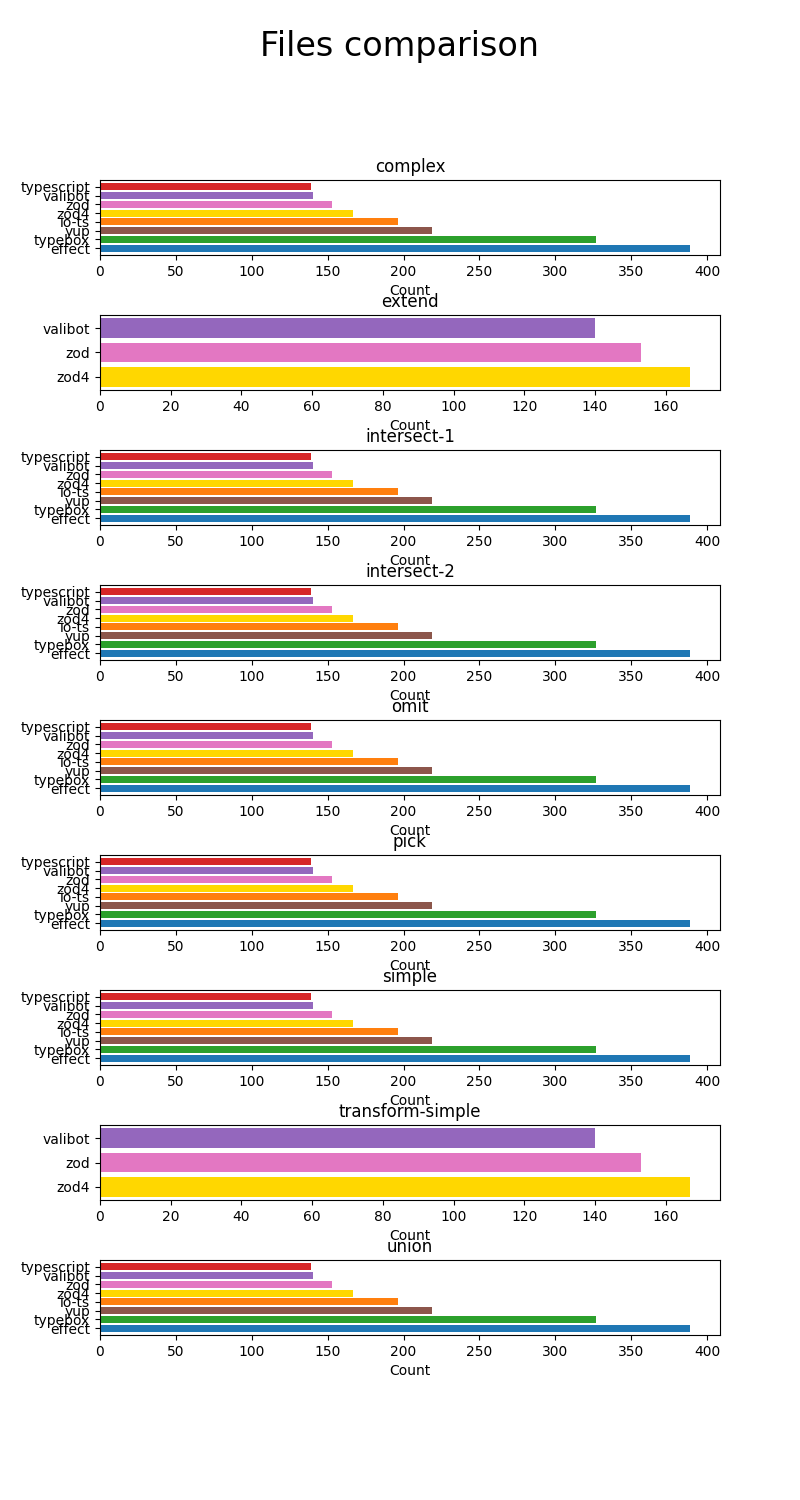 Files comparison
complex
typescript
valibot
zod
zod4
io-ts
yup
typebox
effect
0 50 100 150 200 250 300 350 400
Count
extend
valibot
zod
zod4
0 20 40 60 80 100 120 140 160
Count
intersect-1
typescript
valibot
zod
zod4
io-ts
yup
typebox
effect
0 50 100 150 200 250 300 350 400
Count
intersect-2
typescript
valibot
zod
zod4
io-ts
yup
typebox
effect
0 50 100 150 200 250 300 350 400
Count
omit
typescript
valibot
zod
zod4
io-ts
yup
typebox
effect
0 50 100 150 200 250 300 350 400
Count
pick
typescript
valibot
zod
zod4
io-ts
yup
typebox
effect
0 50 100 150 200 250 300 350 400
Count
simple
typescript
valibot
zod
zod4
io-ts
yup
typebox
effect
0 50 100 150 200 250 300 350 400
Count
transform-simple
valibot
zod
zod4
0 20 40 60 80 100 120 140 160
Count
union
typescript
valibot
zod
zod4
io-ts
yup
typebox
effect
0 50 100 150 200 250 300 350 400
Count